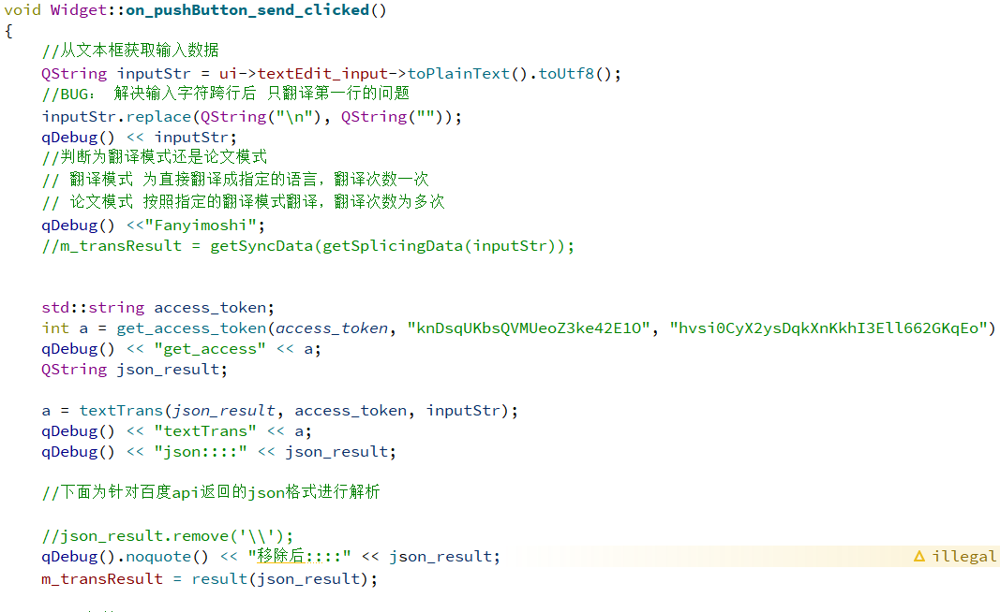 void Widget::on_pushButton_send_clicked()
{
//从文本框获取输入数据
QString inputStr = ui->textEdit_input->toPlainText().toUtf8();
//BUG： 解决输入字符跨行后 只翻译第一行的问题
inputStr.replace(QString("\n"), QString(""));
qDebug() << inputStr;
//判断为翻译模式还是论文模式
// 翻译模式 为直接翻译成指定的语言，翻译次数一次
// 论文模式 按照指定的翻译模式翻译，翻译次数为多次
qDebug() <<"Fanyimoshi";
//m_transResult = getSyncData(getSplicingData(inputStr));
std::string access_token;
int a = get_access_token(access_token, "knDsqUKbsQVMUeoZ3ke42E1O", "hvsi0CyX2ysDqkXnKkhI3Ell662GKqEo")
qDebug() << "get_access" << a;
QString json_result;
a = textTrans(json_result, access_token, inputStr);
qDebug() << "textTrans" << a;
qDebug() << "json::::" << json_result;
//下面为针对百度api返回的json格式进行解析
//json_result.remove('\\');
qDebug().noquote() << "移除后::::" << json_result;
illegal
m_transResult = result(json_result);